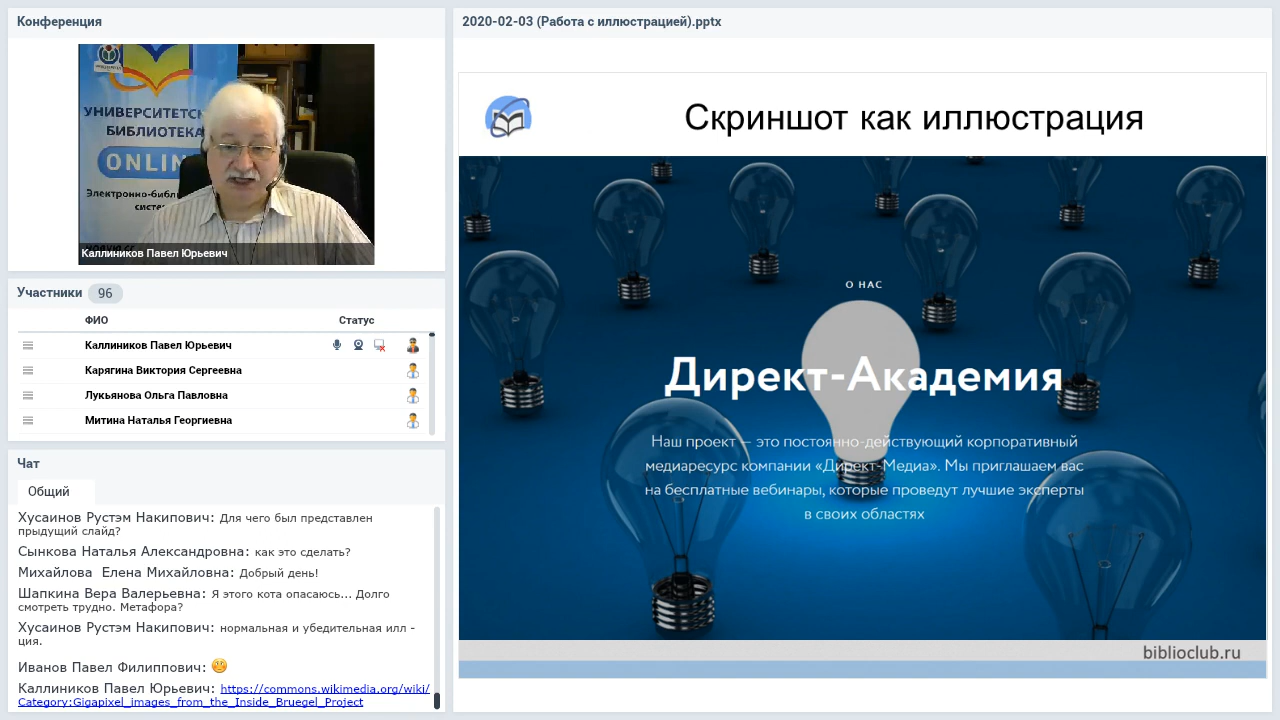 Конференция
УНИВЕРСИТЕТСК
БИБЛИОТЕКА
ONLIN
Электронно-библ
систе
Каллиников Павел Юрьевич
Участники 96
ФИО Статус
Каллиников Павел Юрьевич
Карягина Виктория Сергеевна
Лукьянова Ольга Павловна
Митина Наталья Георгиевна
Чат
Общий
Хусаинов Рустэм Накипович: Для чего был представлен
прыдущий слайд?
Сынкова Наталья Александровна: как это сделать?
Михайлова Елена Михайловна: Добрый день!
Шапкина Вера Валерьевна: Я этого кота опасаюсь... Долго
смотреть трудно. Метафора?
Хусаинов Рустэм Накипович: нормальная и убедительная илл -
ция.
Иванов Павел Филиппович:
Каллиников Павел Юрьевич: https://commons.wikimedia.org/wiki/
Category:Gigapixel_images_from_the_Inside_Bruegel_Project
2020-02-03 (Работа с иллюстрацией).pptx
Скриншот как иллюстрация
О НАС
Директ-Академия
Наш проект — это постоянно-действующий корпоративный
медиаресурс компании «Директ-Медиа». Мы приглашаем вас
на бесплатные вебинары, которые проведут лучшие эксперты
в своих областях
biblioclub.ru